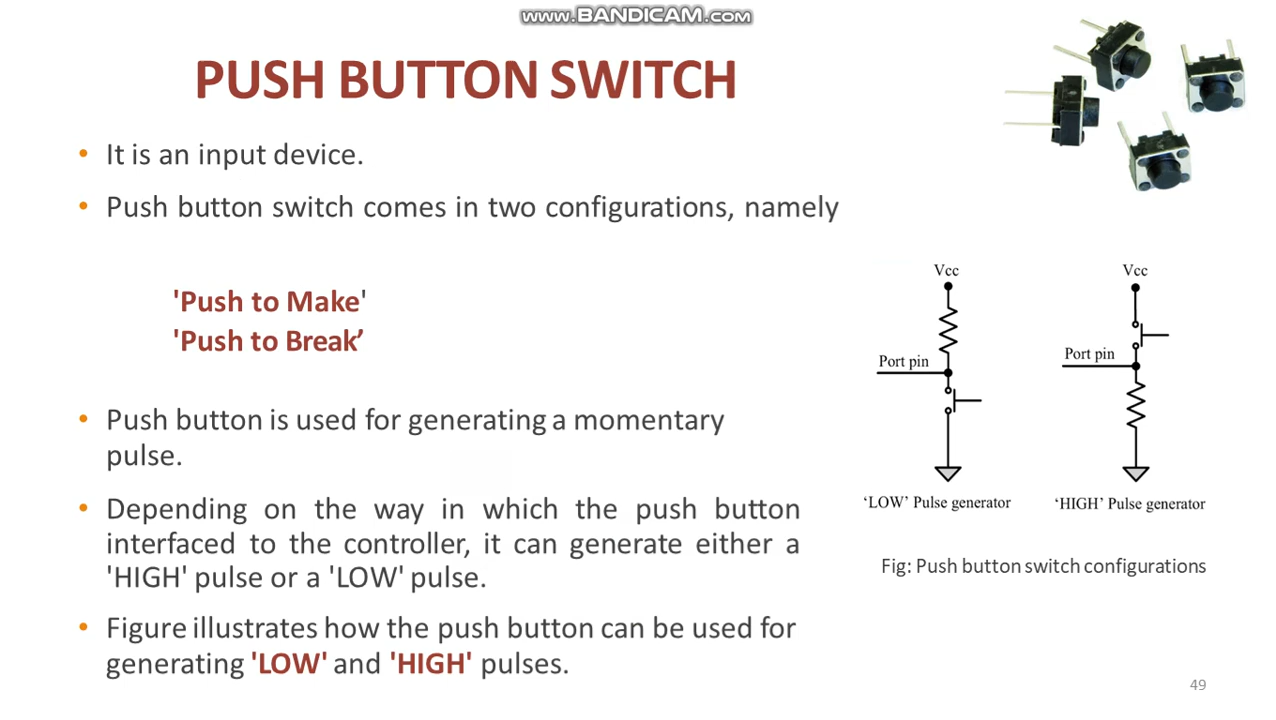 www.BANDICAM.com
PUSH BUTTON SWITCH
• It is an input device.
• Push button switch comes in two configurations, namely
'Push to Make'
'Push to Break’
• Push button is used for generating a momentary
pulse.
• Depending on the way in which the push button
interfaced to the controller, it can generate either a
'HIGH' pulse or a 'LOW' pulse.
• Figure illustrates how the push button can be used for
generating 'LOW' and 'HIGH' pulses.
Vcc
Port pin
‘LOW’ Pulse generator
Vcc
Port pin
‘HIGH’ Pulse generator
Fig: Push button switch configurations
49